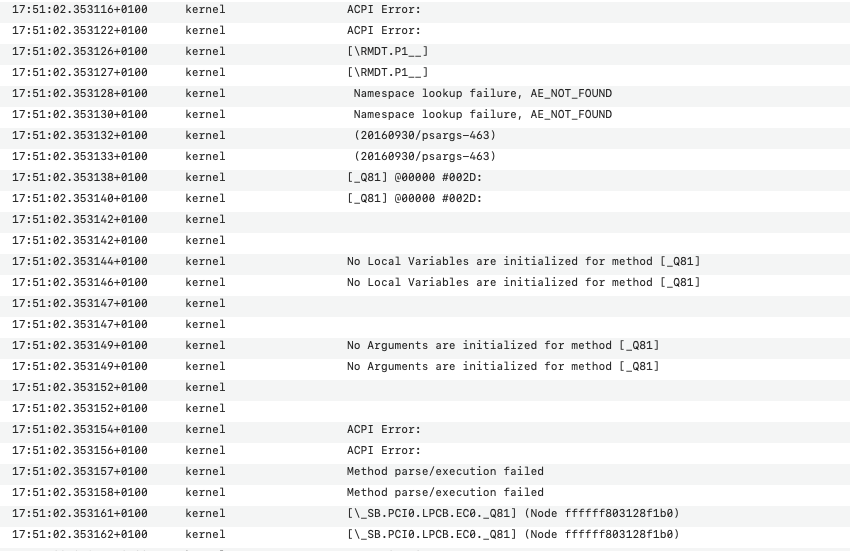 17:51:02.353116+0100 kernel ACPI Error:
17:51:02.353122+0100 kernel ACPI Error:
17:51:02.353126+0100 kernel [\RMDT.P1__]
17:51:02.353127+0100 kernel [\RMDT.P1__]
17:51:02.353128+0100 kernel Namespace lookup failure, AE_NOT_FOUND
17:51:02.353130+0100 kernel Namespace lookup failure, AE_NOT_FOUND
17:51:02.353132+0100 kernel (20160930/psargs-463)
17:51:02.353133+0100 kernel (20160930/psargs-463)
17:51:02.353138+0100 kernel [_Q81] @00000 #002D:
17:51:02.353140+0100 kernel [_Q81] @00000 #002D:
17:51:02.353142+0100 kernel
17:51:02.353142+0100 kernel
17:51:02.353144+0100 kernel No Local Variables are initialized for method [_Q81]
17:51:02.353146+0100 kernel No Local Variables are initialized for method [_Q81]
17:51:02.353147+0100 kernel
17:51:02.353147+0100 kernel
17:51:02.353149+0100 kernel No Arguments are initialized for method [_Q81]
17:51:02.353149+0100 kernel No Arguments are initialized for method [_Q81]
17:51:02.353152+0100 kernel
17:51:02.353152+0100 kernel
17:51:02.353154+0100 kernel ACPI Error:
17:51:02.353156+0100 kernel ACPI Error:
17:51:02.353157+0100 kernel Method parse/execution failed
17:51:02.353158+0100 kernel Method parse/execution failed
17:51:02.353161+0100 kernel [\_SB.PCI0.LPCB.EC0._Q81] (Node ffffff803128f1b0)
17:51:02.353162+0100 kernel [\_SB.PCI0.LPCB.EC0._Q81] (Node ffffff803128f1b0)